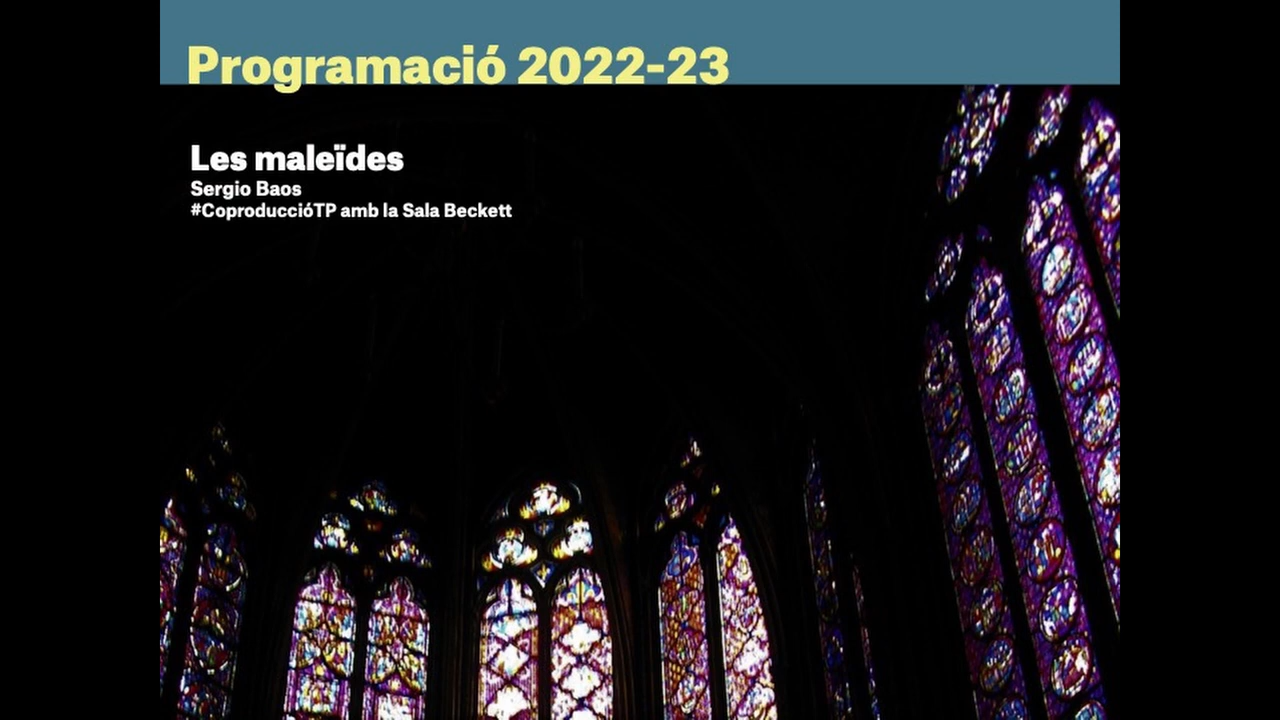 Programació 2022-23
Les maleïdes
Sergio Baos
#CoproduccióTP amb la Sala Beckett